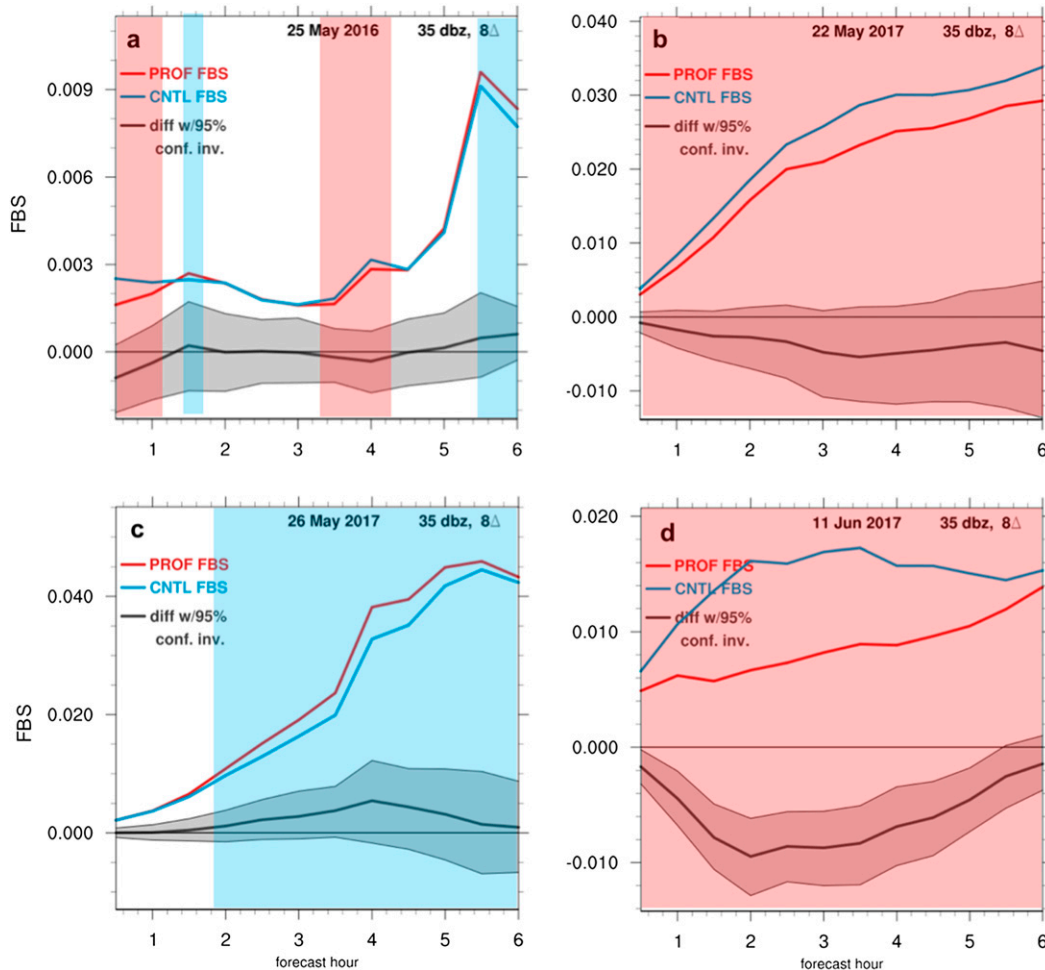 a
25 May 2016 35 dbz, 8Δ
PROF FBS
CNTL FBS
diff w/95%
conf. inv.
0.009
0.006
0.003
0.000
FBS
1 2 3 4 5 6
b
22 May 2017 35 dbz, 8Δ
PROF FBS
CNTL FBS
diff w/95%
conf. inv.
0.040
0.030
0.020
0.010
0.000
-0.010
1 2 3 4 5 6
c
26 May 2017 35 dbz, 8Δ
PROF FBS
CNTL FBS
diff w/95%
conf. inv.
0.040
0.020
0.000
FBS
1 2 3 4 5 6
forecast hour
d
11 Jun 2017 35 dbz, 8Δ
PROF FBS
CNTL FBS
diff w/95%
conf. inv.
0.020
0.010
0.000
-0.010
1 2 3 4 5 6
forecast hour